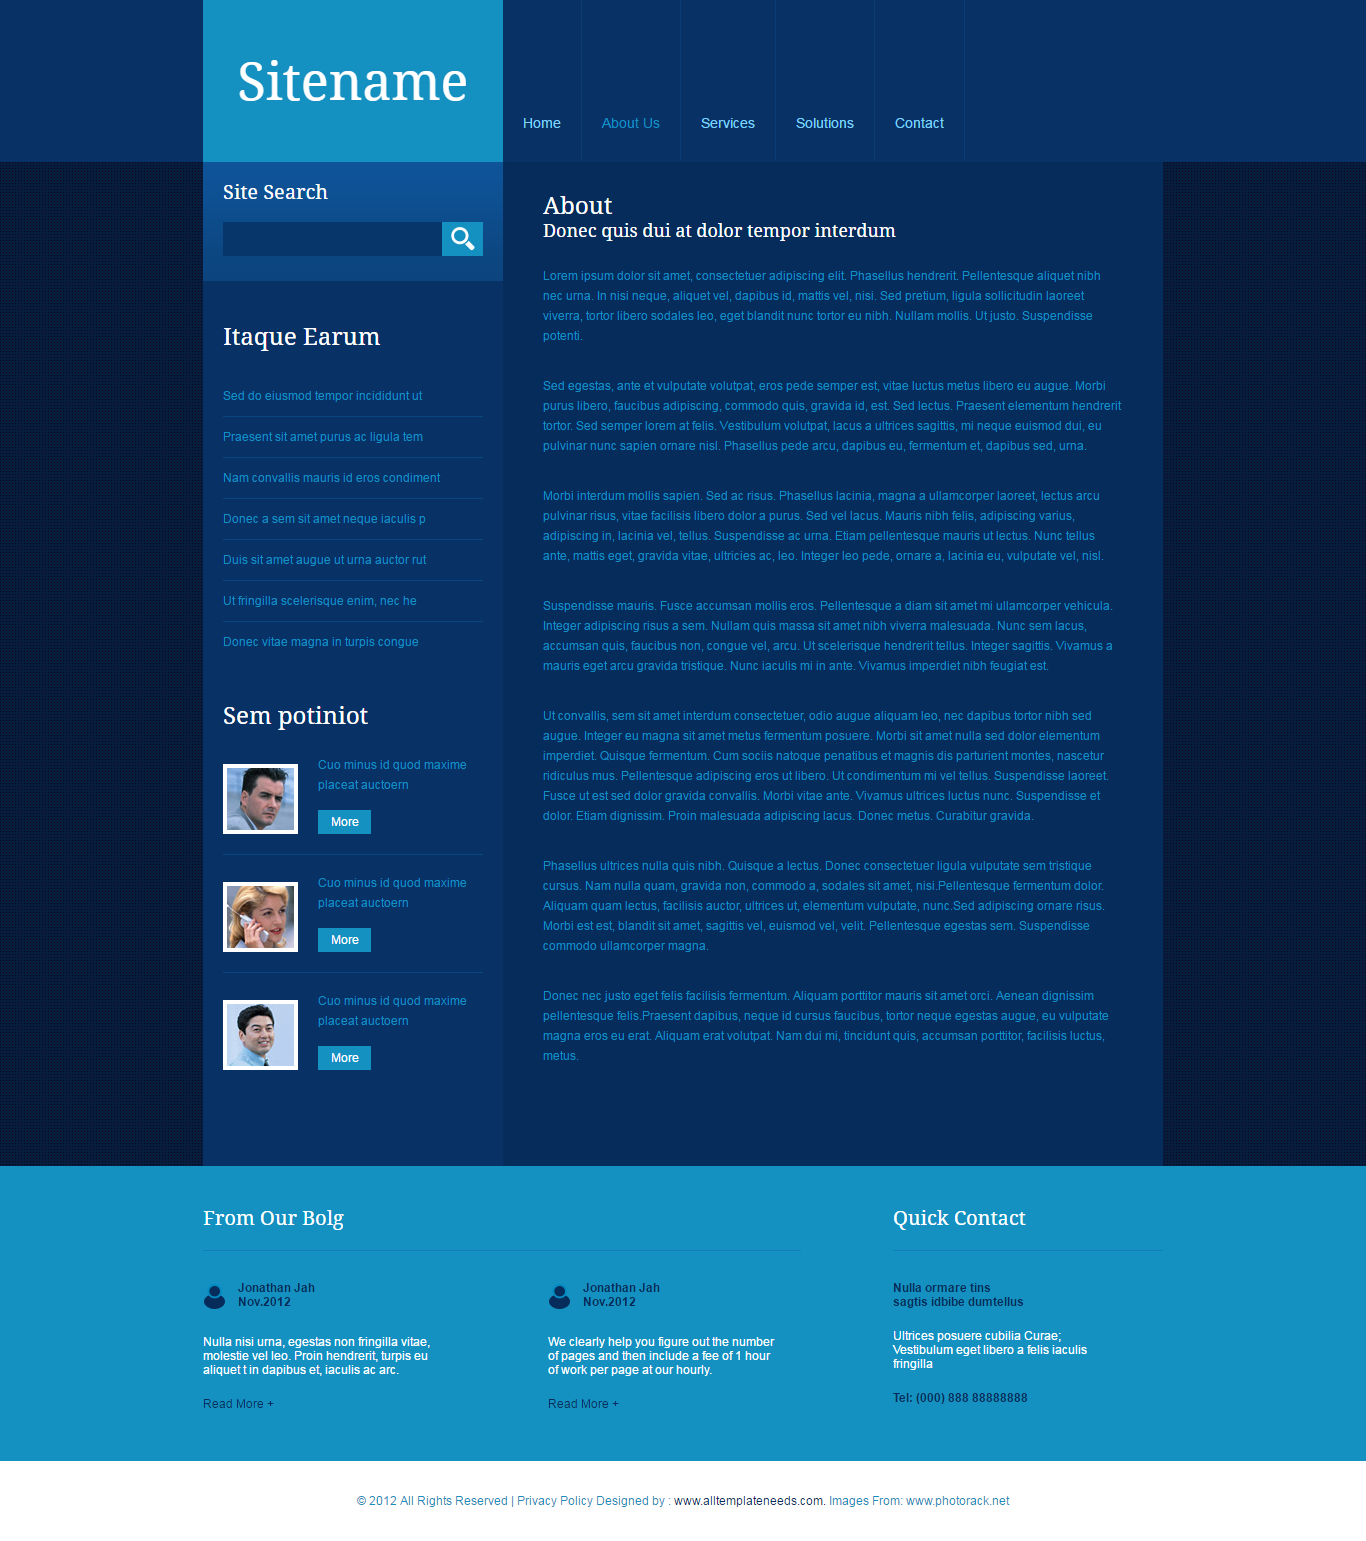 Sitename
Home
About Us
Services
Solutions
Contact
Site Search
Itaque Earum
Sed do eiusmod tempor incididunt ut
Praesent sit amet purus ac ligula tem
Nam convallis mauris id eros condiment
Donec a sem sit amet neque iaculis p
Duis sit amet augue ut urna auctor rut
Ut fringilla scelerisque enim, nec he
Donec vitae magna in turpis congue
Sem potiniot
Cuo minus id quod maxime
placeat auctoern
More
Cuo minus id quod maxime
placeat auctoern
More
Cuo minus id quod maxime
placeat auctoern
More
About
Donec quis dui at dolor tempor interdum
Lorem ipsum dolor sit amet, consectetuer adipiscing elit. Phasellus hendrerit. Pellentesque aliquet nibh
nec urna. In nisi neque, aliquet vel, dapibus id, mattis vel, nisi. Sed pretium, ligula sollicitudin laoreet
viverra, tortor libero sodales leo, eget blandit nunc tortor eu nibh. Nullam mollis. Ut justo. Suspendisse
potenti.
Sed egestas, ante et vulputate volutpat, eros pede semper est, vitae luctus metus libero eu augue. Morbi
purus libero, faucibus adipiscing, commodo quis, gravida id, est. Sed lectus. Praesent elementum hendrerit
tortor. Sed semper lorem at felis. Vestibulum volutpat, lacus a ultrices sagittis, mi neque euismod dui, eu
pulvinar nunc sapien ornare nisl. Phasellus pede arcu, dapibus eu, fermentum et, dapibus sed, urna.
Morbi interdum mollis sapien. Sed ac risus. Phasellus lacinia, magna a ullamcorper laoreet, lectus arcu
pulvinar risus, vitae facilisis libero dolor a purus. Sed vel lacus. Mauris nibh felis, adipiscing varius,
adipiscing in, lacinia vel, tellus. Suspendisse ac urna. Etiam pellentesque mauris ut lectus. Nunc tellus
ante, mattis eget, gravida vitae, ultricies ac, leo. Integer leo pede, ornare a, lacinia eu, vulputate vel, nisl.
Suspendisse mauris. Fusce accumsan mollis eros. Pellentesque a diam sit amet mi ullamcorper vehicula.
Integer adipiscing risus a sem. Nullam quis massa sit amet nibh viverra malesuada. Nunc sem lacus,
accumsan quis, faucibus non, congue vel, arcu. Ut scelerisque hendrerit tellus. Integer sagittis. Vivamus a
mauris eget arcu gravida tristique. Nunc iaculis mi in ante. Vivamus imperdiet nibh feugiat est.
Ut convallis, sem sit amet interdum consectetuer, odio augue aliquam leo, nec dapibus tortor nibh sed
augue. Integer eu magna sit amet metus fermentum posuere. Morbi sit amet nulla sed dolor elementum
imperdiet. Quisque fermentum. Cum sociis natoque penatibus et magnis dis parturient montes, nascetur
ridiculus mus. Pellentesque adipiscing eros ut libero. Ut condimentum mi vel tellus. Suspendisse laoreet.
Fusce ut est sed dolor gravida convallis. Morbi vitae ante. Vivamus ultrices luctus nunc. Suspendisse et
dolor. Etiam dignissim. Proin malesuada adipiscing lacus. Donec metus. Curabitur gravida.
Phasellus ultrices nulla quis nibh. Quisque a lectus. Donec consectetuer ligula vulputate sem tristique
cursus. Nam nulla quam, gravida non, commodo a, sodales sit amet, nisi.Pellentesque fermentum dolor.
Aliquam quam lectus, facilisis auctor, ultrices ut, elementum vulputate, nunc.Sed adipiscing ornare risus.
Morbi est est, blandit sit amet, sagittis vel, euismod vel, velit. Pellentesque egestas sem. Suspendisse
commodo ullamcorper magna.
Donec nec justo eget felis facilisis fermentum. Aliquam porttitor mauris sit amet orci. Aenean dignissim
pellentesque felis.Praesent dapibus, neque id cursus faucibus, tortor neque egestas augue, eu vulputate
magna eros eu erat. Aliquam erat volutpat. Nam dui mi, tincidunt quis, accumsan porttitor, facilisis luctus,
metus.
From Our Bolg
Jonathan Jah
Nov.2012
Nulla nisi urna, egestas non fringilla vitae,
molestie vel leo. Proin hendrerit, turpis eu
aliquet t in dapibus et, iaculis ac arc.
Read More +
Jonathan Jah
Nov.2012
We clearly help you figure out the number
of pages and then include a fee of 1 hour
of work per page at our hourly.
Read More +
Quick Contact
Nulla ormare tins
sagtis idbibe dumtellus
Ultrices posuere cubilia Curae;
Vestibulum eget libero a felis iaculis
fringilla
Tel: (000) 888 88888888
© 2012 All Rights Reserved | Privacy Policy Designed by : www.alltemplateneeds.com. Images From: www.photorack.net